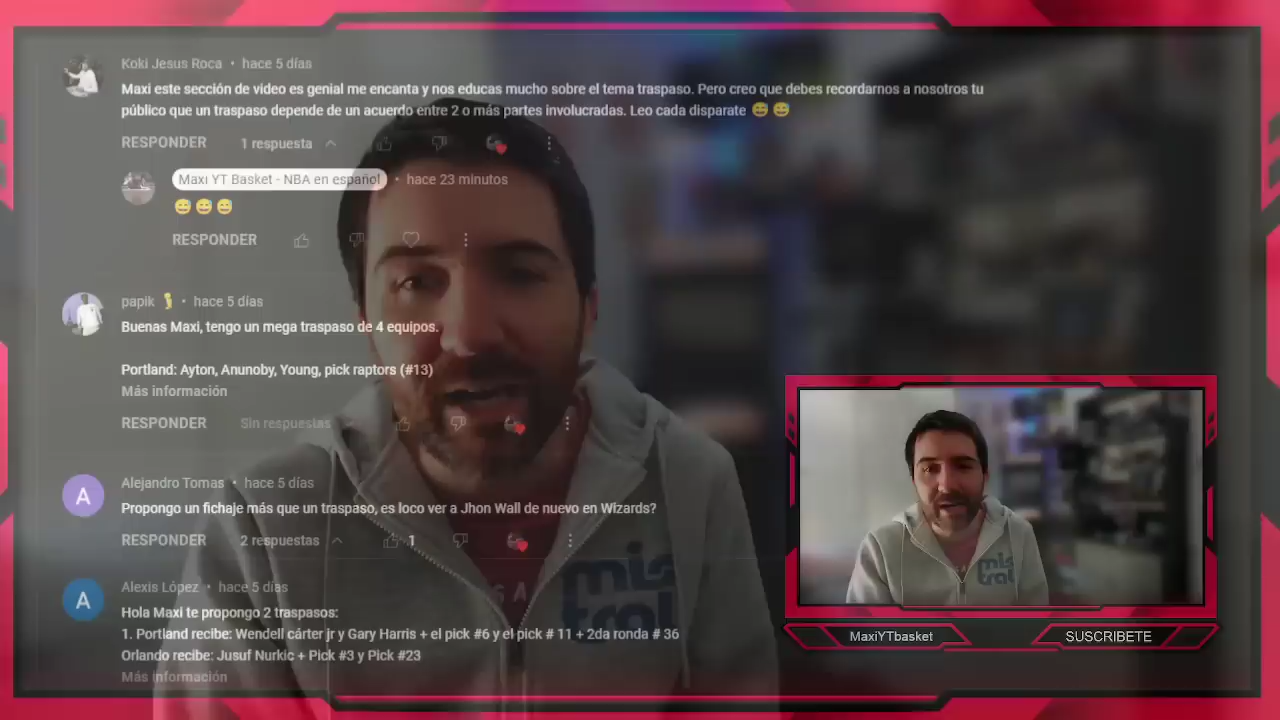 Koki Jesus Roca • hace 5 días
Maxi este sección de video es genial me encanta y nos educas mucho sobre el tema traspaso. Pero creo que debes recordarnos a nosotros tu
público que un traspaso depende de un acuerdo entre 2 o más partes involucradas. Leo cada disparate 😅 😅
RESPONDER 1 respuesta
Maxi YT Basket - NBA en español • hace 23 minutos
😅 😅 😅
RESPONDER
papik • hace 5 días
Buenas Maxi, tengo un mega traspaso de 4 equipos.
Portland: Ayton, Anunoby, Young, pick raptors (#13)
Más información
RESPONDER Sin respuestas
A
Alejandro Tomas • hace 5 días
Propongo un fichaje más que un traspaso, es loco ver a Jhon Wall de nuevo en Wizards?
RESPONDER 2 respuestas 1
A
Alexis López • hace 5 días
Hola Maxi te propongo 2 traspasos:
1. Portland recibe: Wendell cárter jr y Gary Harris + el pick #6 y el pick # 11 + 2da ronda # 36
Orlando recibe: Jusuf Nurkic + Pick #3 y Pick #23
Más información
mis
tral
mis
tral
MaxiYTbasket
SUSCRIBETE